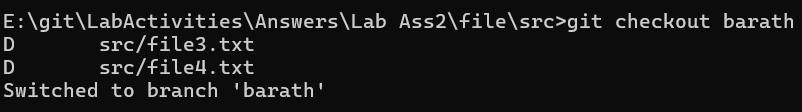 E:\git\LabActivities\Answers\Lab Ass2\file\src>git checkout barath
D       src/file3.txt
D       src/file4.txt
Switched to branch 'barath'